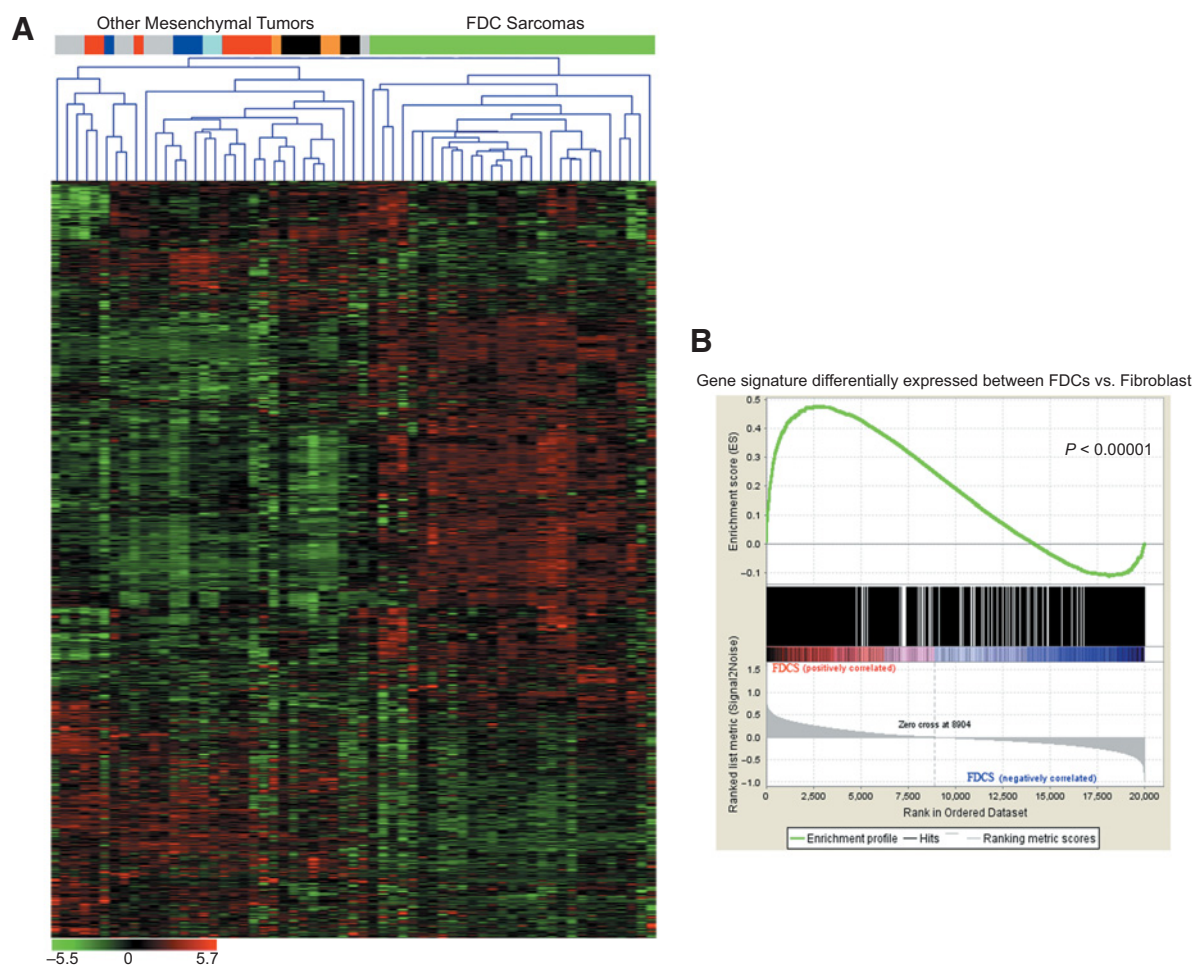 A
Other Mesenchymal Tumors
FDC Sarcomas
–5.5 0 5.7
B
Gene signature differentially expressed between FDCs vs. Fibroblast
Enrichment score (ES)
0.5
0.4
0.3
0.2
0.1
0.0
–0.1
P < 0.00001
FDCS (positively correlated)
Ranked list metric (Signal2Noise)
1.5
1.0
0.5
0.0
–0.5
–1.0
Zero cross at 8904
FDCS (negatively correlated)
0 2,500 5,000 7,500 10,000 12,500 15,000 17,500 20,000
Rank in Ordered Dataset
Enrichment profile Hits Ranking metric scores